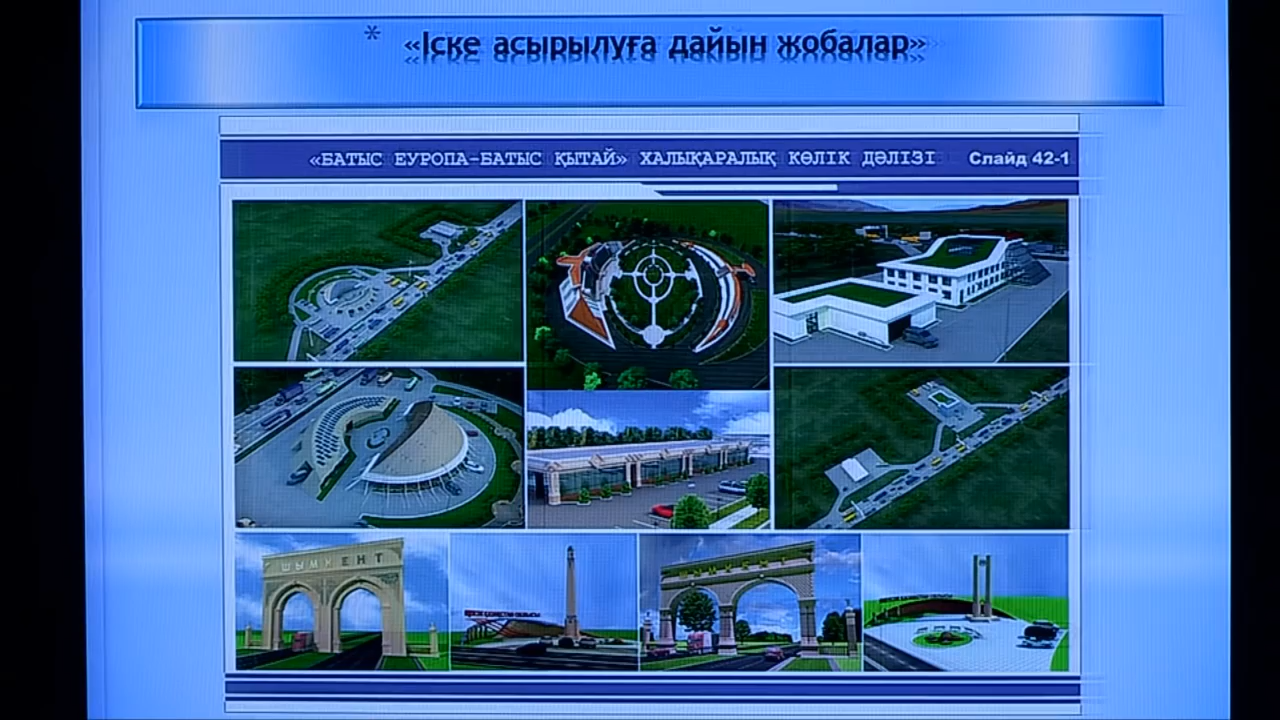 * «Іске асырылуға дайын жобалар»
«БАТЫС ЕУРОПА-БАТЫС ҚЫТАЙ» ХАЛЫҚАРАЛЫҚ КӨЛІК ДӘЛІЗІ Слайд 42-1
ШЫМКЕНТ